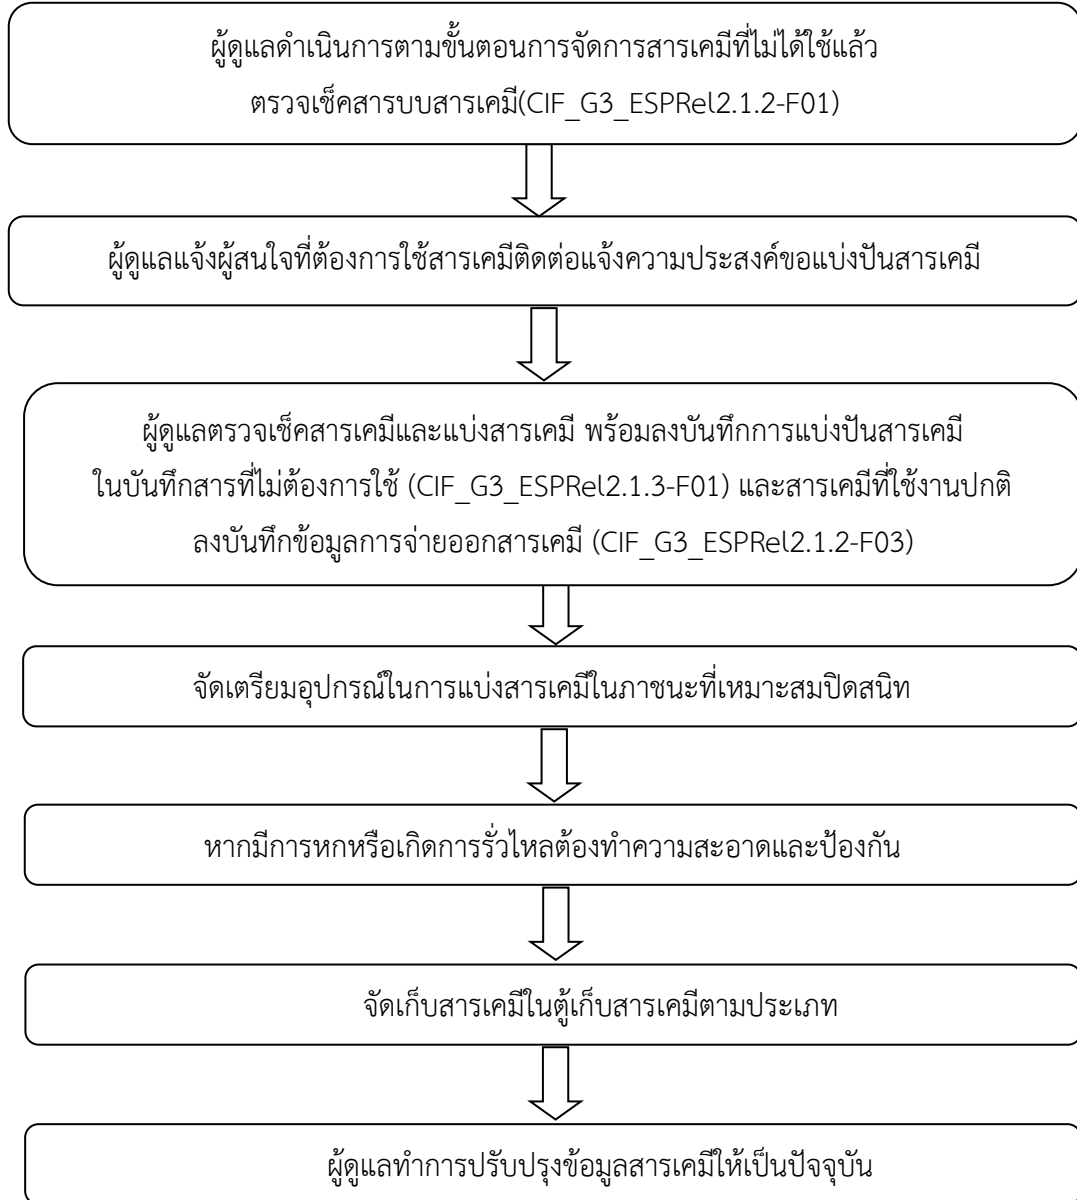 ผู้ดูแลดำเนินการตามขั้นตอนการจัดการสารเคมีที่ไม่ได้ใช้แล้ว
ตรวจเช็คสารบบสารเคมี(CIF_G3_ESPRel2.1.2-F01)
ผู้ดูแลแจ้งผู้สนใจที่ต้องการใช้สารเคมีติดต่อแจ้งความประสงค์ขอแบ่งปันสารเคมี
ผู้ดูแลตรวจเช็คสารเคมีและแบ่งสารเคมี พร้อมลงบันทึกการแบ่งปันสารเคมี
ในบันทึกสารที่ไม่ต้องการใช้ (CIF_G3_ESPRel2.1.3-F01) และสารเคมีที่ใช้งานปกติ
ลงบันทึกข้อมูลการจ่ายออกสารเคมี (CIF_G3_ESPRel2.1.2-F03)
จัดเตรียมอุปกรณ์ในการแบ่งสารเคมีในภาชนะที่เหมาะสมปิดสนิท
หากมีการหกหรือเกิดการรั่วไหลต้องทำความสะอาดและป้องกัน
จัดเก็บสารเคมีในตู้เก็บสารเคมีตามประเภท
ผู้ดูแลทำการปรับปรุงข้อมูลสารเคมีให้เป็นปัจจุบัน